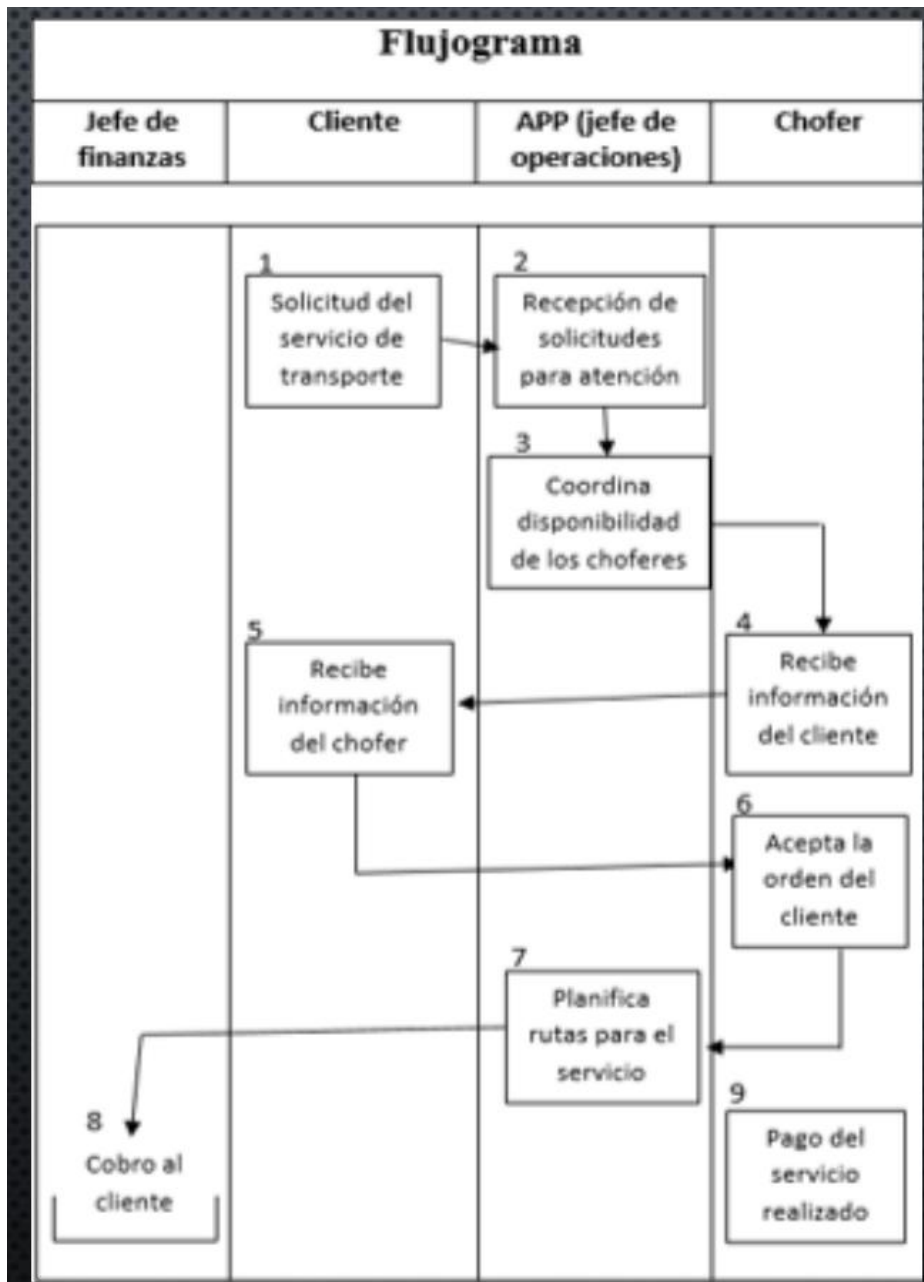 Flujograma
Jefe de
finanzas
Cliente
APP (jefe de
operaciones)
Chofer
1
Solicitud del
servicio de
transporte
2
Recepción de
solicitudes
para atención
3
Coordina
disponibilidad
de los choferes
4
Recibe
información
del cliente
5
Recibe
información
del chofer
6
Acepta la
orden del
cliente
7
Planifica
rutas para el
servicio
8
Cobro al
cliente
9
Pago del
servicio
realizado